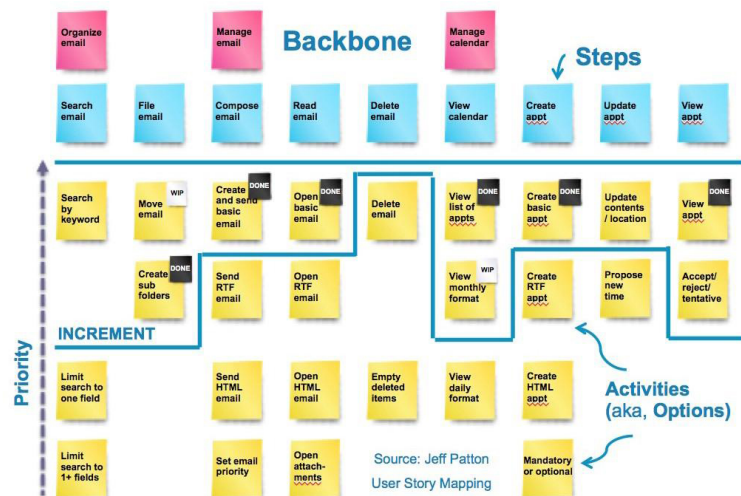 Organize
email
Manage
email
Backbone
Manage
calendar
Steps
Search
email
File
email
Compose
email
Read
email
Delete
email
View
calendar
Create
appt
Update
appt
View
appt
Search
by
keyword
Move
email
WIP
Create
and send
basic
email
DONE
Open
basic
email
DONE
Delete
email
View
list of
appts
DONE
Create
basic
appt
DONE
Update
contents
/ location
View
appt
DONE
Create
sub
folders
DONE
Send
RTF
email
Open
RTF
email
View
monthly
format
WIP
Create
RTF
appt
Propose
new
time
Accept/
reject/
tentative
INCREMENT
Priority
Limit
search to
one field
Send
HTML
email
Open
HTML
email
Empty
deleted
items
View
daily
format
Create
HTML
appt
Activities
(aka, Options)
Limit
search to
1+ fields
Set email
priority
Open
attach-
ments
Source: Jeff Patton
User Story Mapping
Mandatory
or optional